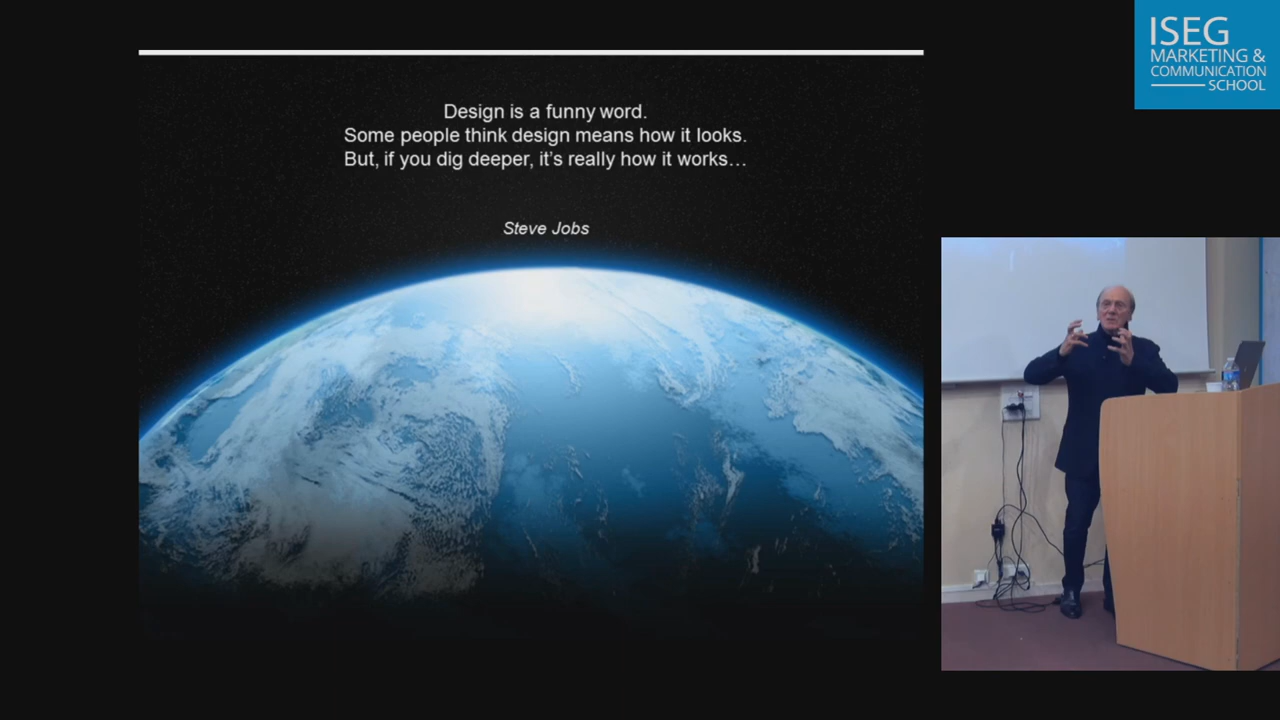 Design is a funny word.
Some people think design means how it looks.
But, if you dig deeper, it's really how it works…
Steve Jobs
ISEG
MARKETING &
COMMUNICATION
SCHOOL